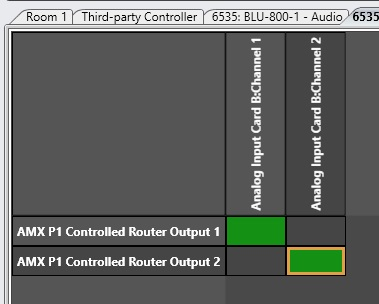 Room 1
Third-party Controller
6535: BLU-800-1 - Audio
6535
Analog Input Card B:Channel 1
Analog Input Card B:Channel 2
AMX P1 Controlled Router Output 1
AMX P1 Controlled Router Output 2